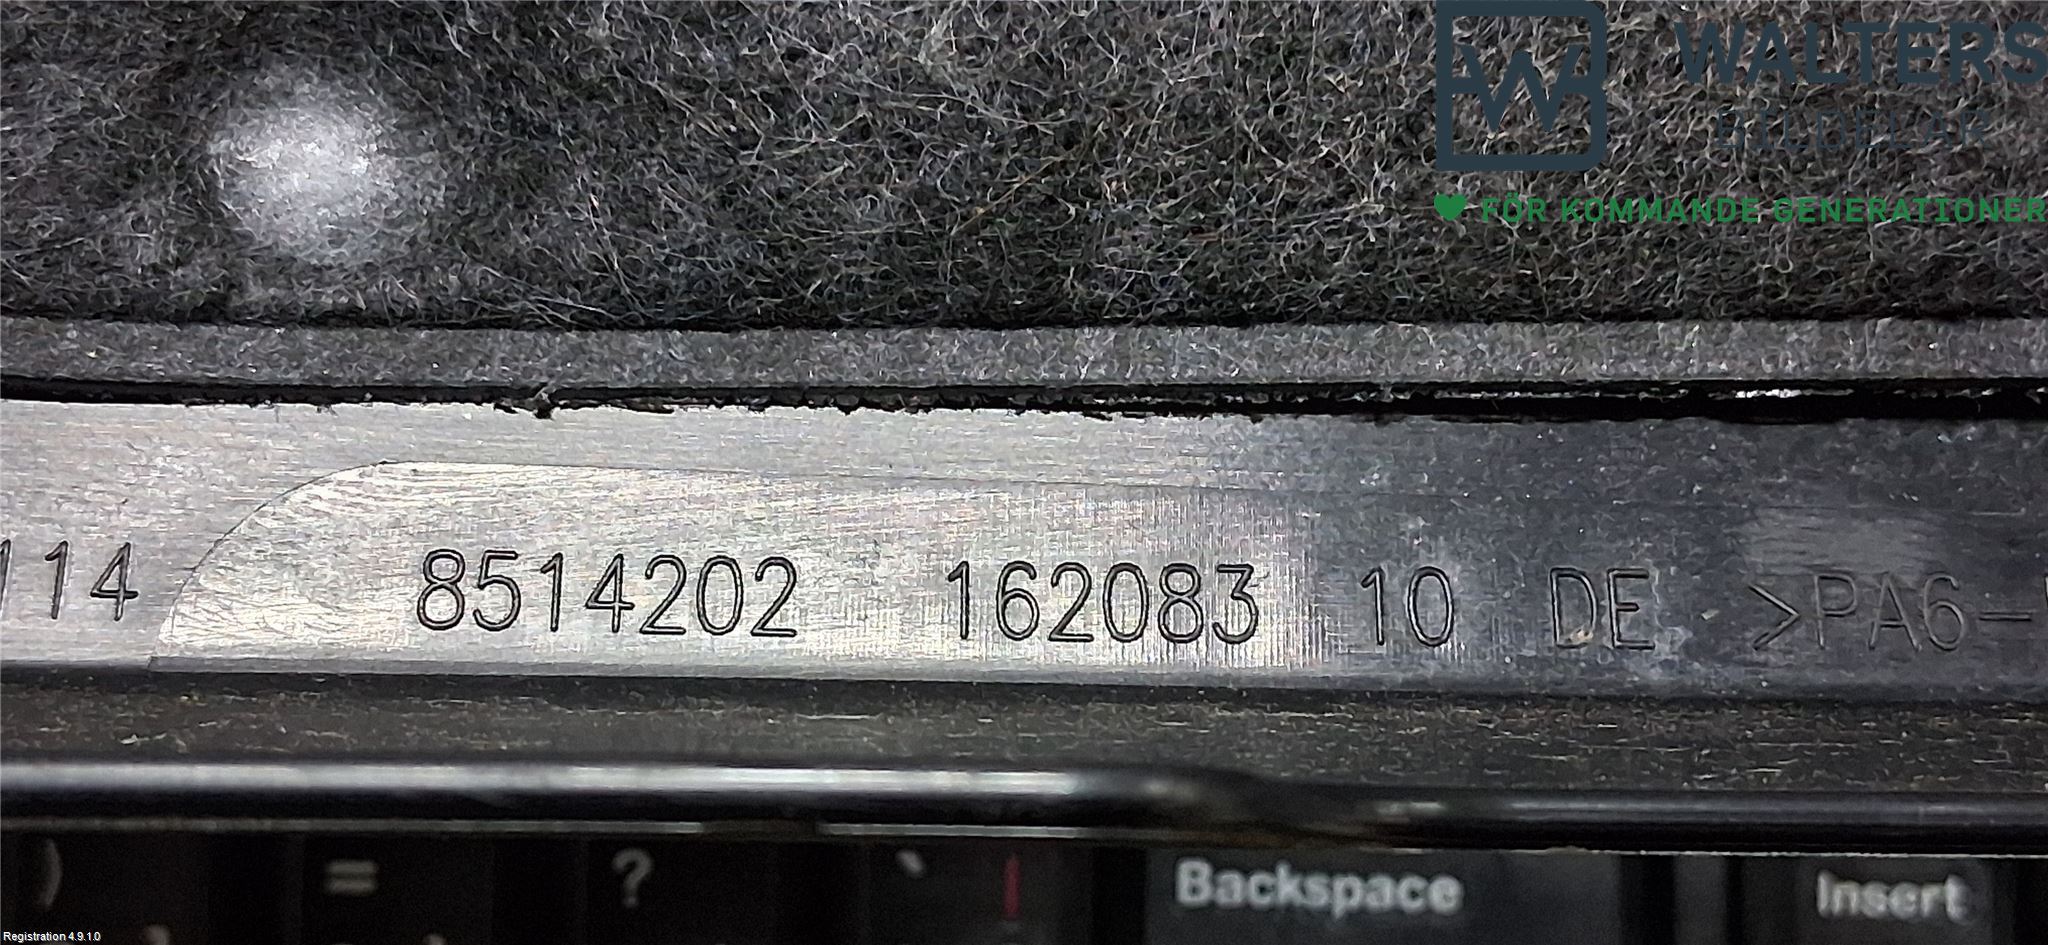 WALTERS
BILDELAR
FÖR KOMMANDE GENERATIONER
114 8514202 162083 10 DE >PA6-
) = ? ` Backspace Insert
Registration 4.9.1.0